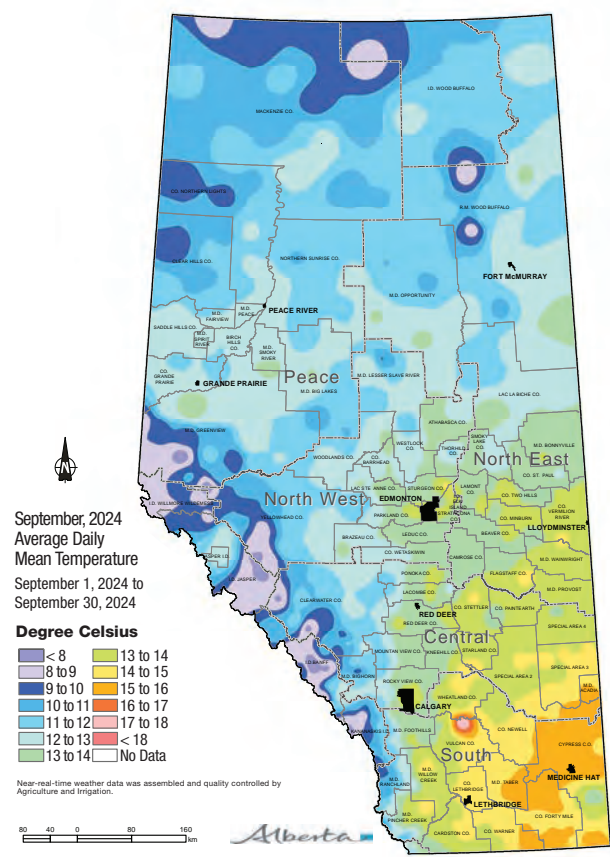 I.D. WOOD BUFFALO
MACKENZIE CO.
CO. NORTHERN LIGHTS
R.M. WOOD BUFFALO
CLEAR HILLS CO.
NORTHERN SUNRISE CO.
FORT McMURRAY
M.D. OPPORTUNITY
M.D.
PEACE
PEACE RIVER
M.D.
FAIRVIEW
SADDLE HILLS CO.
M.D.
SPIRIT
RIVER
BIRCH
HILLS
CO.
M.D.
SMOKY
RIVER
CO.
GRANDE
PRAIRIE
GRANDE PRAIRIE
Peace
M.D. BIG LAKES
M.D. LESSER SLAVE RIVER
LAC LA BICHE CO.
ATHABASCA CO.
M.D. GREENVIEW
WESTLOCK
CO.
THORHILD
CO.
SMOKY
LAKE
CO.
M.D. BONNYVILLE
WOODLANDS CO.
CO.
BARRHEAD
North East
CO. ST. PAUL
N
LAC STE ANNE CO.
STURGEON CO.
LAMONT
CO.
North West
EDMONTON
CO. TWO HILLS
CO.
VERMILION
RIVER
PARKLAND CO.
STRATHCONA
CO.
CO. MINBURN
LLOYDMINSTER
YELLOWHEAD CO.
BRAZEAU CO.
LEDUC CO.
BEAVER CO.
CO. WETASKIWIN
CAMROSE CO.
M.D. WAINWRIGHT
I.D. JASPER
PONOKA CO.
FLAGSTAFF CO.
M.D. PROVOST
LACOMBE CO.
CLEARWATER CO.
RED DEER
CO. STETTLER
CO. PAINTEARTH
RED DEER CO.
SPECIAL AREA 4
Central
MOUNTAIN VIEW CO.
KNEEHILL CO.
STARLAND CO.
I.D. BANFF
M.D. BIGHORN
SPECIAL AREA 2
SPECIAL AREA 3
ROCKY VIEW CO.
M.D.
ACADIA
WHEATLAND CO.
CALGARY
KANANASKIS I.D.
M.D. FOOTHILLS
CO. NEWELL
VULCAN CO.
CYPRESS CO.
South
M.D.
RANCHLAND
M.D.
WILLOW
CREEK
CO.
LETHBRIDGE
M.D. TABER
MEDICINE HAT
LETHBRIDGE
M.D.
PINCHER CREEK
CO. FORTY MILE
CARDSTON CO.
CO. WARNER
September, 2024
Average Daily
Mean Temperature
September 1, 2024 to
September 30, 2024
Degree Celsius
< 8
8 to 9
9 to 10
10 to 11
11 to 12
12 to 13
13 to 14
13 to 14
14 to 15
15 to 16
16 to 17
17 to 18
< 18
No Data
Near-real-time weather data was assembled and quality controlled by
Agriculture and Irrigation.
80 40 0 80 160
km
Alberta